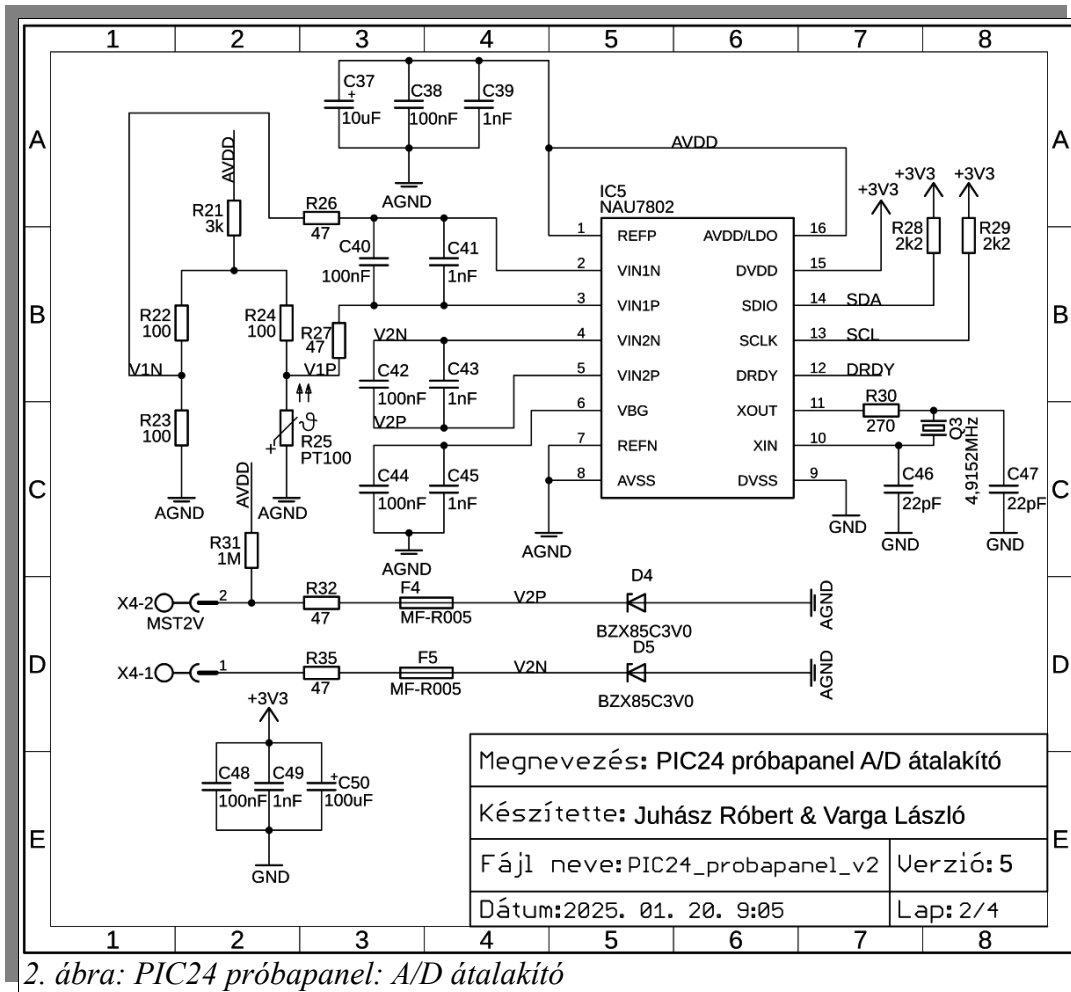 1 2 3 4 5 6 7 8
A
A
C37
+
10uF
C38
100nF
C39
1nF
AGND
AVDD
AVDD
R21
3k
R26
47
C40
100nF
C41
1nF
IC5
NAU7802
1 REFP
2 VIN1N
3 VIN1P
4 VIN2N
5 VIN2P
6 VBG
7 REFN
8 AVSS
AVDD/LDO 16
DVDD 15
SDIO 14 SDA
SCLK 13 SCL
DRDY 12 DRDY
XOUT 11
XIN 10
DVSS 9
+3V3
+3V3
+3V3
R28
2k2
R29
2k2
B
B
R22
100
R24
100
R27
47
V1N
V1P
V2N
C42
100nF
C43
1nF
V2P
R23
100
ϑ
+
R25
PT100
C44
100nF
C45
1nF
R30
270
Q3
4,9152MHz
C46
22pF
C47
22pF
C
C
AGND
AGND
AGND
AGND
GND
GND
GND
AVDD
R31
1M
X4-2
MST2V
2
R32
47
F4
MF-R005
V2P
D4
BZX85C3V0
AGND
D
D
X4-1
1
R35
47
F5
MF-R005
V2N
D5
BZX85C3V0
AGND
+3V3
C48
100nF
C49
1nF
+
C50
100uF
GND
E
E
Megnevezés: PIC24 próbapanel A/D átalakító
Készítette: Juhász Róbert & Varga László
Fájl neve: PIC24_probapanel_v2
Verzió: 5
Dátum: 2025. 01. 20. 9:05
Lap: 2/4
1 2 3 4 5 6 7 8
2. ábra: PIC24 próbapanel: A/D átalakító